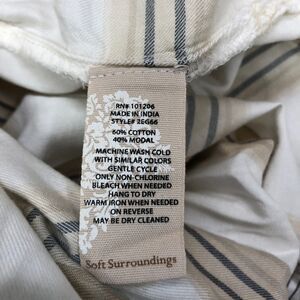 RN# 101206
MADE IN INDIA
STYLE# 2EG66
60% COTTON
40% MODAL
MACHINE WASH COLD
WITH SIMILAR COLORS
GENTLE CYCLE
ONLY NON-CHLORINE
BLEACH WHEN NEEDED
HANG TO DRY
WARM IRON WHEN NEEDED
ON REVERSE
MAY BE DRY CLEANED
Soft Surroundings